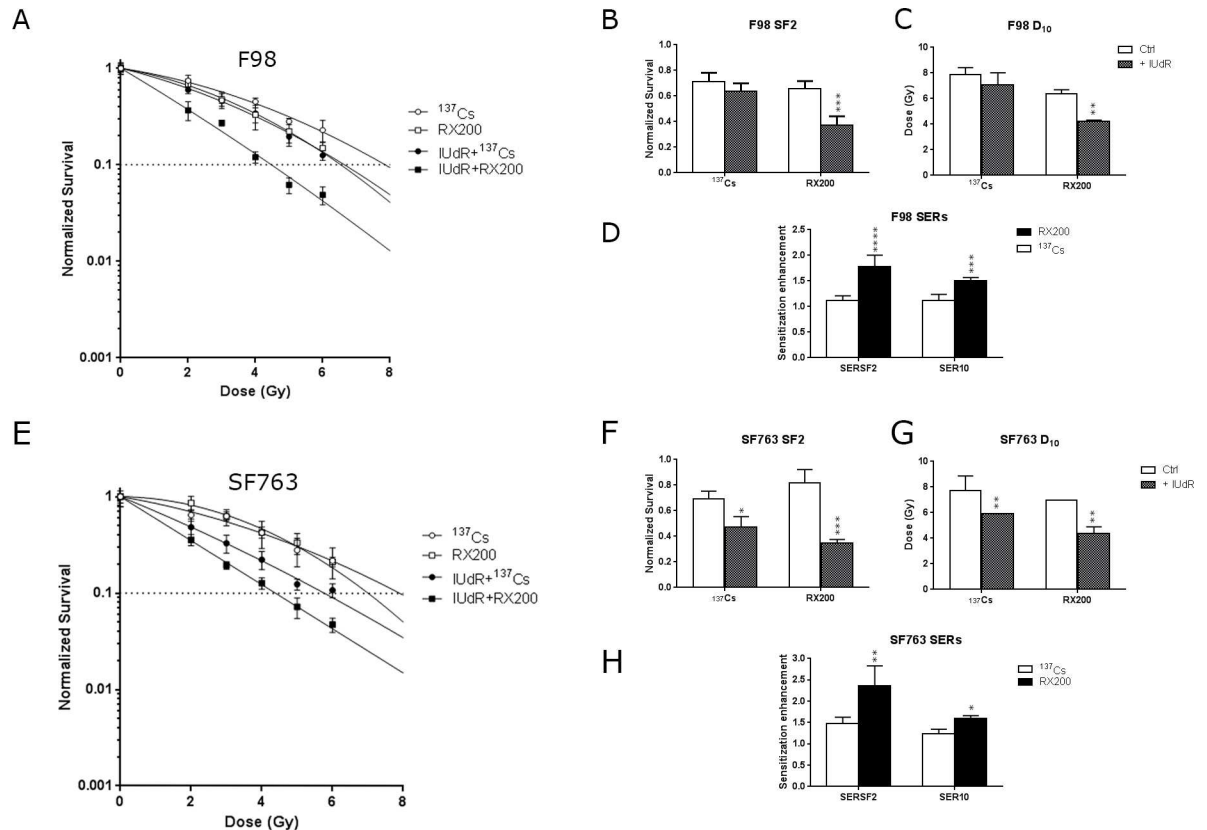 A
F98
Normalized Survival
1
0.1
0.01
0.001
0
2
4
6
8
Dose (Gy)
¹³⁷Cs
RX200
IUdR+¹³⁷Cs
IUdR+RX200
B
F98 SF2
Normalized Survival
1.0
0.8
0.6
0.4
0.2
0.0
***
¹³⁷Cs
RX200
C
F98 D₁₀
Dose (Gy)
10
8
6
4
2
0
**
¹³⁷Cs
RX200
Ctrl
+ IUdR
D
F98 SERs
Sensitization enhancement
2.5
2.0
1.5
1.0
0.5
0.0
****
***
SERSF2
SER10
RX200
¹³⁷Cs
E
SF763
Normalized Survival
1
0.1
0.01
0.001
0
2
4
6
8
Dose (Gy)
¹³⁷Cs
RX200
IUdR+¹³⁷Cs
IUdR+RX200
F
SF763 SF2
Normalized Survival
1.0
0.8
0.6
0.4
0.2
0.0
*
***
¹³⁷Cs
RX200
G
SF763 D₁₀
Dose (Gy)
10
8
6
4
2
0
**
**
¹³⁷Cs
RX200
Ctrl
+ IUdR
H
SF763 SERs
Sensitization enhancement
3.0
2.5
2.0
1.5
1.0
0.5
0.0
**
*
SERSF2
SER10
¹³⁷Cs
RX200